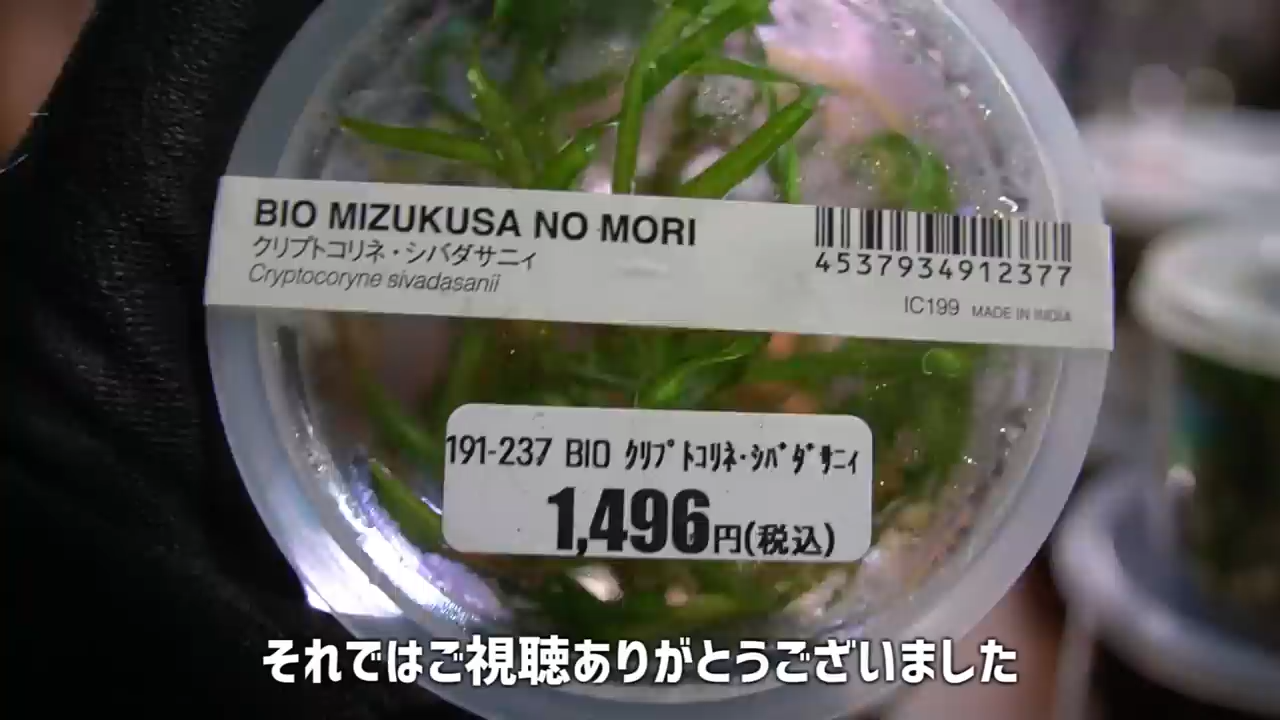 BIO MIZUKUSA NO MORI
クリプトコリネ・シバダサニィ
Cryptocoryne sivadasanii
4537934912377
IC199 MADE IN INDIA
191-237 BIO ｸﾘﾌﾟﾄｺﾘﾈ･ｼﾊﾞﾀﾞｻﾆｨ
1,496円(税込)
それではご視聴ありがとうございました